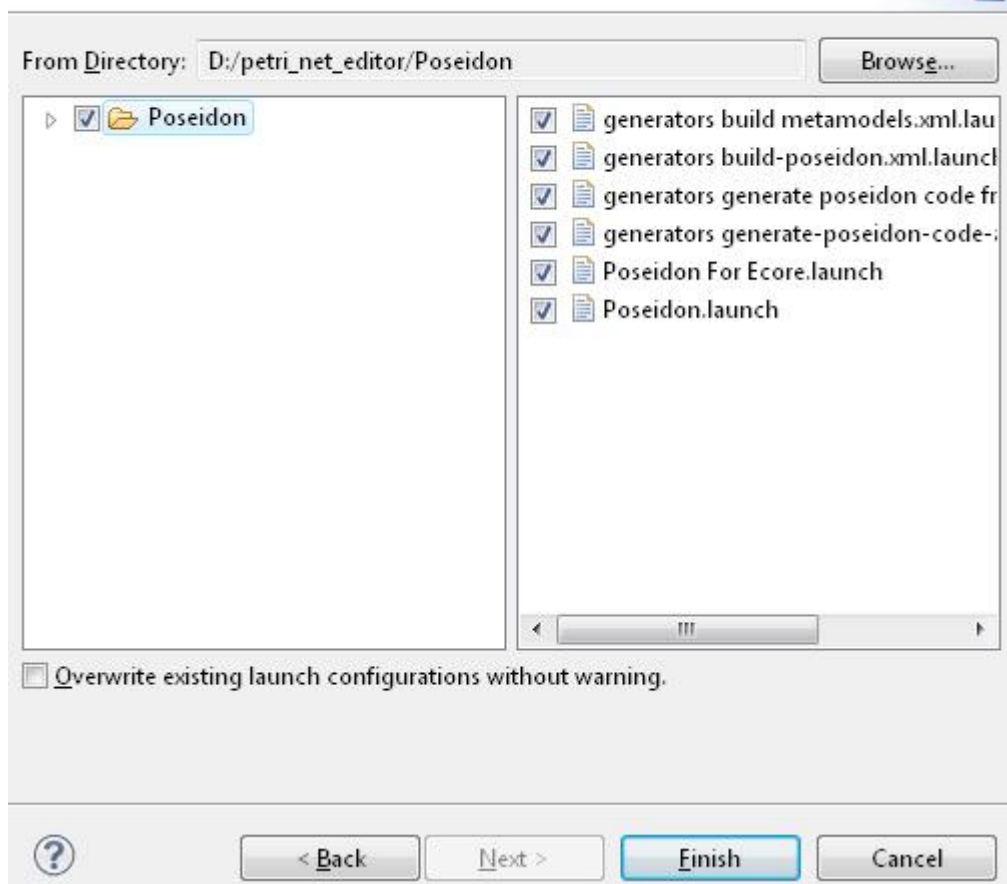 From Directory: D:/petri_net_editor/Poseidon Browse...
Poseidon
generators build metamodels.xml.lau
generators build-poseidon.xml.launch
generators generate poseidon code fr
generators generate-poseidon-code-
Poseidon For Ecore.launch
Poseidon.launch
Overwrite existing launch configurations without warning.
? < Back Next > Finish Cancel